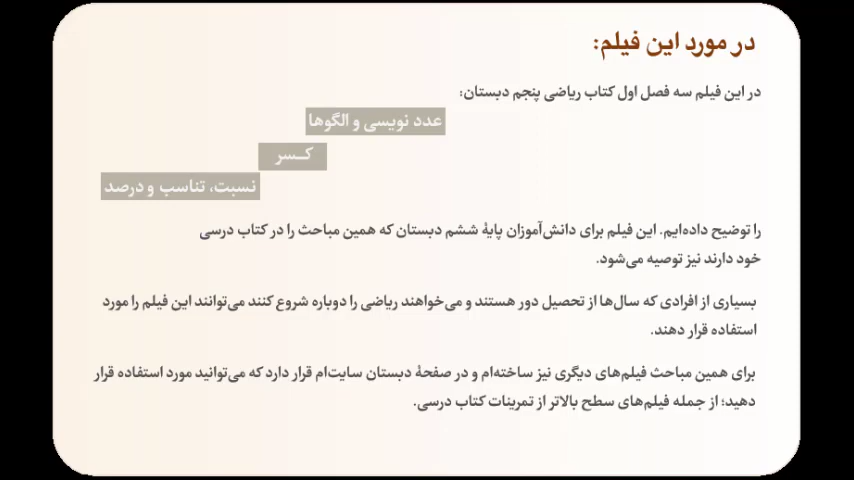 در مورد این فیلم:
در این فیلم سه فصل اول کتاب ریاضی پنجم دبستان:
عدد نویسی و الگوها
کـسر
نسبت، تناسب و درصد
را توضیح داده‌ایم. این فیلم برای دانش‌آموزان پایهٔ ششم دبستان که همین مباحث را در کتاب درسی
خود دارند نیز توصیه می‌شود.
بسیاری از افرادی که سال‌ها از تحصیل دور هستند و می‌خواهند ریاضی را دوباره شروع کنند می‌توانند این فیلم را مورد
استفاده قرار دهند.
برای همین مباحث فیلم‌های دیگری نیز ساخته‌ام و در صفحهٔ دبستان سایت‌ام قرار دارد که می‌توانید مورد استفاده قرار
دهید؛ از جمله فیلم‌های سطح بالاتر از تمرینات کتاب درسی.